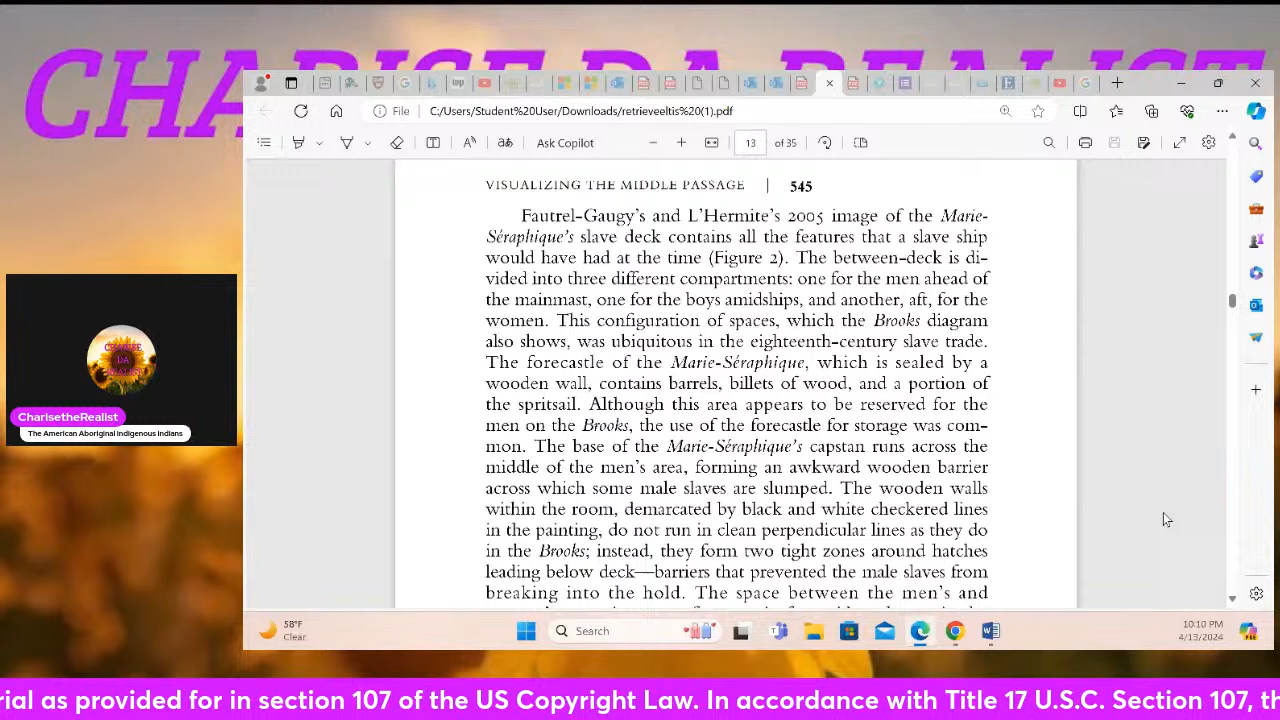 CHARISE DA REALIST
File
C:/Users/Student%20User/Downloads/retrieveeltis%20(1).pdf
Ask Copilot
13
of 35
VISUALIZING THE MIDDLE PASSAGE | 545
Fautrel-Gaugy’s and L’Hermite’s 2005 image of the Marie-
Séraphique’s slave deck contains all the features that a slave ship
would have had at the time (Figure 2). The between-deck is di-
vided into three different compartments: one for the men ahead of
the mainmast, one for the boys amidships, and another, aft, for the
women. This configuration of spaces, which the Brooks diagram
also shows, was ubiquitous in the eighteenth-century slave trade.
The forecastle of the Marie-Séraphique, which is sealed by a
wooden wall, contains barrels, billets of wood, and a portion of
the spritsail. Although this area appears to be reserved for the
men on the Brooks, the use of the forehold for storage was com-
mon. The base of the Marie-Séraphique’s capstan runs across the
middle of the men’s area, forming an awkward wooden barrier
across which some male slaves are slumped. The wooden walls
within the room, demarcated by black and white checkered lines
in the painting, do not run in clean perpendicular lines as they do
in the Brooks; instead, they form two tight zones around hatches
leading below deck—barriers that prevented the male slaves from
breaking into the hold. The space between the men’s and
CHARISE
DA
REALIST
CharisetheRealist
The American Aboriginal Indigenous Indians
58°F
Clear
Search
10:10 PM
4/13/2024
rial as provided for in section 107 of the US Copyright Law. In accordance with Title 17 U.S.C. Section 107, th